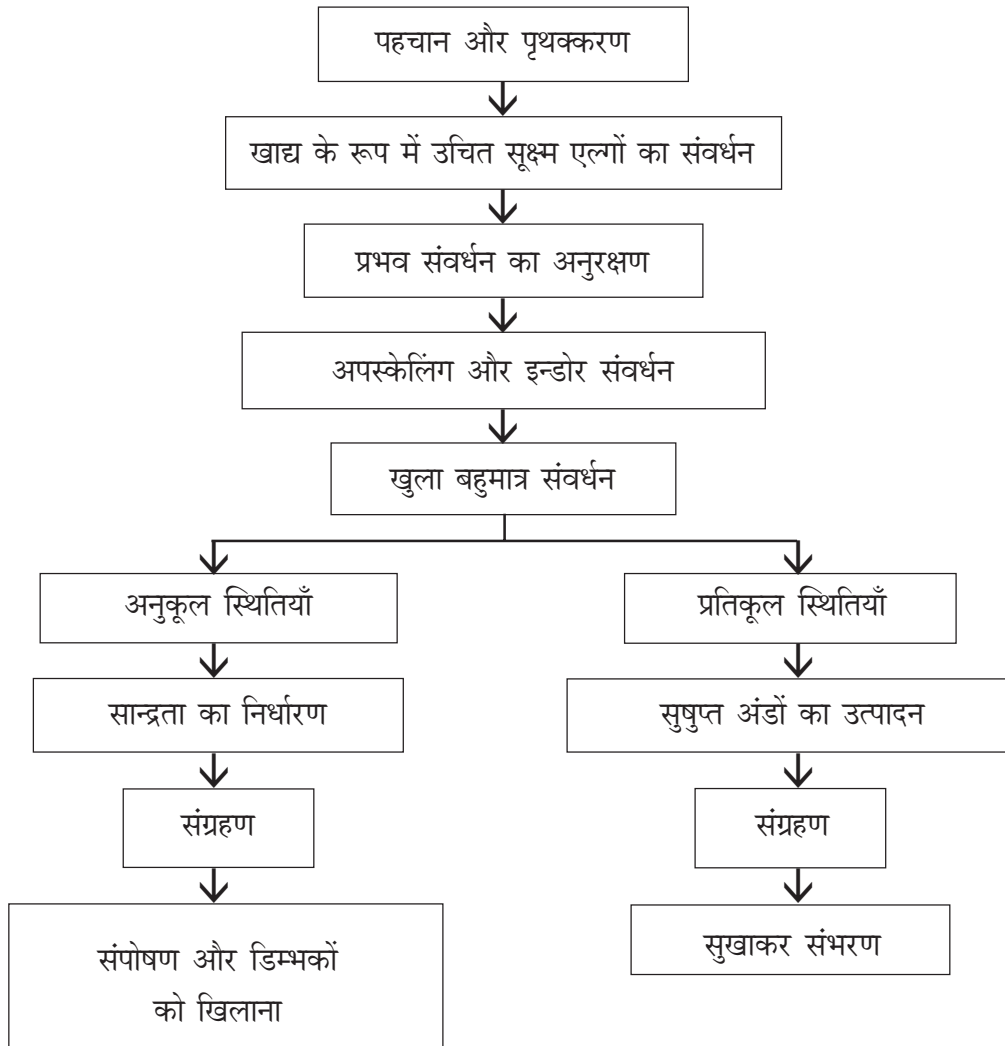 पहचान और पृथक्करण
खाद्य के रूप में उचित सूक्ष्म एल्गों का संवर्धन
प्रभव संवर्धन का अनुरक्षण
अपस्केलिंग और इन्डोर संवर्धन
खुला बहुमात्र संवर्धन
अनुकूल स्थितियाँ
प्रतिकूल स्थितियाँ
सान्द्रता का निर्धारण
सुषुप्त अंडों का उत्पादन
संग्रहण
संग्रहण
संपोषण और डिम्भकों
को खिलाना
सुखाकर संभरण